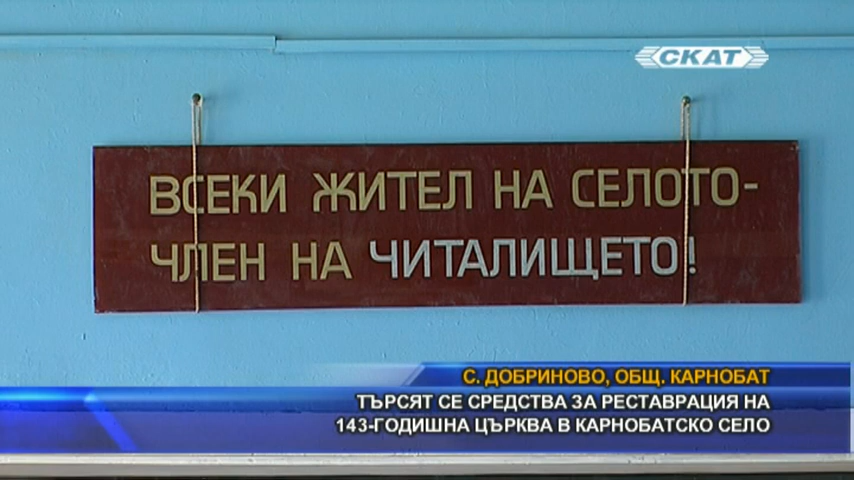 СКАТ
ВСЕКИ ЖИТЕЛ НА СЕЛОТО-
ЧЛЕН НА ЧИТАЛИЩЕТО!
С. ДОБРИНОВО, ОБЩ. КАРНОБАТ
ТЪРСЯТ СЕ СРЕДСТВА ЗА РЕСТАВРАЦИЯ НА
143-ГОДИШНА ЦЪРКВА В КАРНОБАТСКО СЕЛО